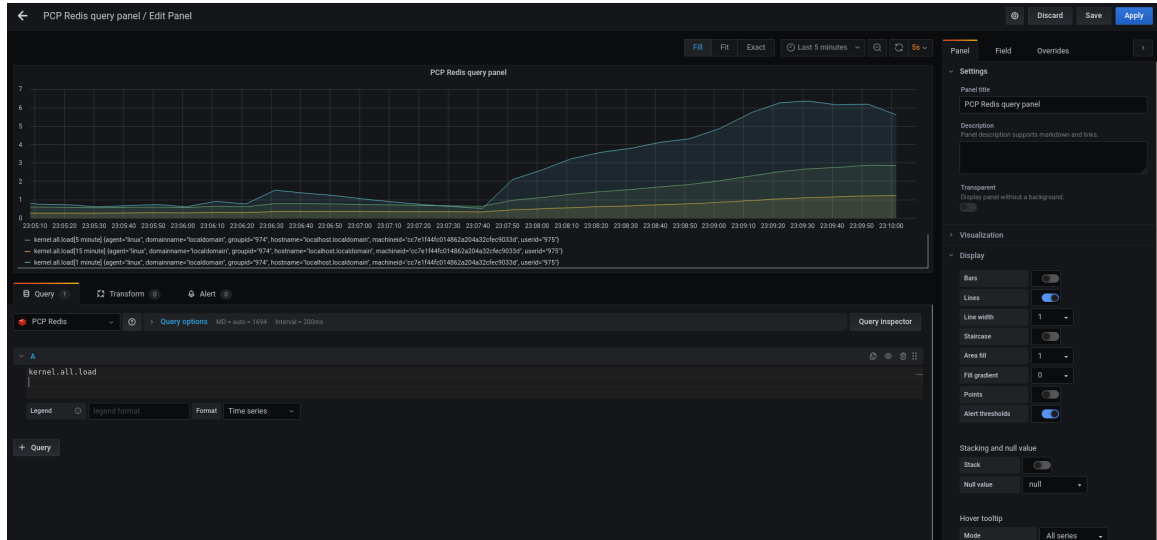 PCP Redis query panel / Edit Panel
Discard Save Apply
Fill Fit Exact Last 5 minutes 5s
PCP Redis query panel
7
6
5
4
3
2
1
0
23:05:10 23:05:20 23:05:30 23:05:40 23:05:50 23:06:00 23:06:10 23:06:20 23:06:30 23:06:40 23:06:50 23:07:00 23:07:10 23:07:20 23:07:30 23:07:40 23:07:50 23:08:00 23:08:10 23:08:20 23:08:30 23:08:40 23:08:50 23:09:00 23:09:10 23:09:20 23:09:30 23:09:40 23:09:50 23:10:00
kernel.all.load[5 minute] {agent="linux", domainname="localdomain", groupid="974", hostname="localhost.localdomain", machineid="cc7e1f44fc014862a204a32cfec9033d", userid="975"}
kernel.all.load[15 minute] {agent="linux", domainname="localdomain", groupid="974", hostname="localhost.localdomain", machineid="cc7e1f44fc014862a204a32cfec9033d", userid="975"}
kernel.all.load[1 minute] {agent="linux", domainname="localdomain", groupid="974", hostname="localhost.localdomain", machineid="cc7e1f44fc014862a204a32cfec9033d", userid="975"}
Query 1 Transform 0 Alert 0
PCP Redis Query options MD = auto = 1694 Interval = 200ms Query inspector
A
kernel.all.load
Legend legend format Format Time series
+ Query
Panel Field Overrides
Settings
Panel title
PCP Redis query panel
Description
Panel description supports markdown and links.
Transparent
Display panel without a background.
Visualization
Display
Bars
Lines
Line width 1
Staircase
Area fill 1
Fill gradient 0
Points
Alert thresholds
Stacking and null value
Stack
Null value null
Hover tooltip
Mode All series